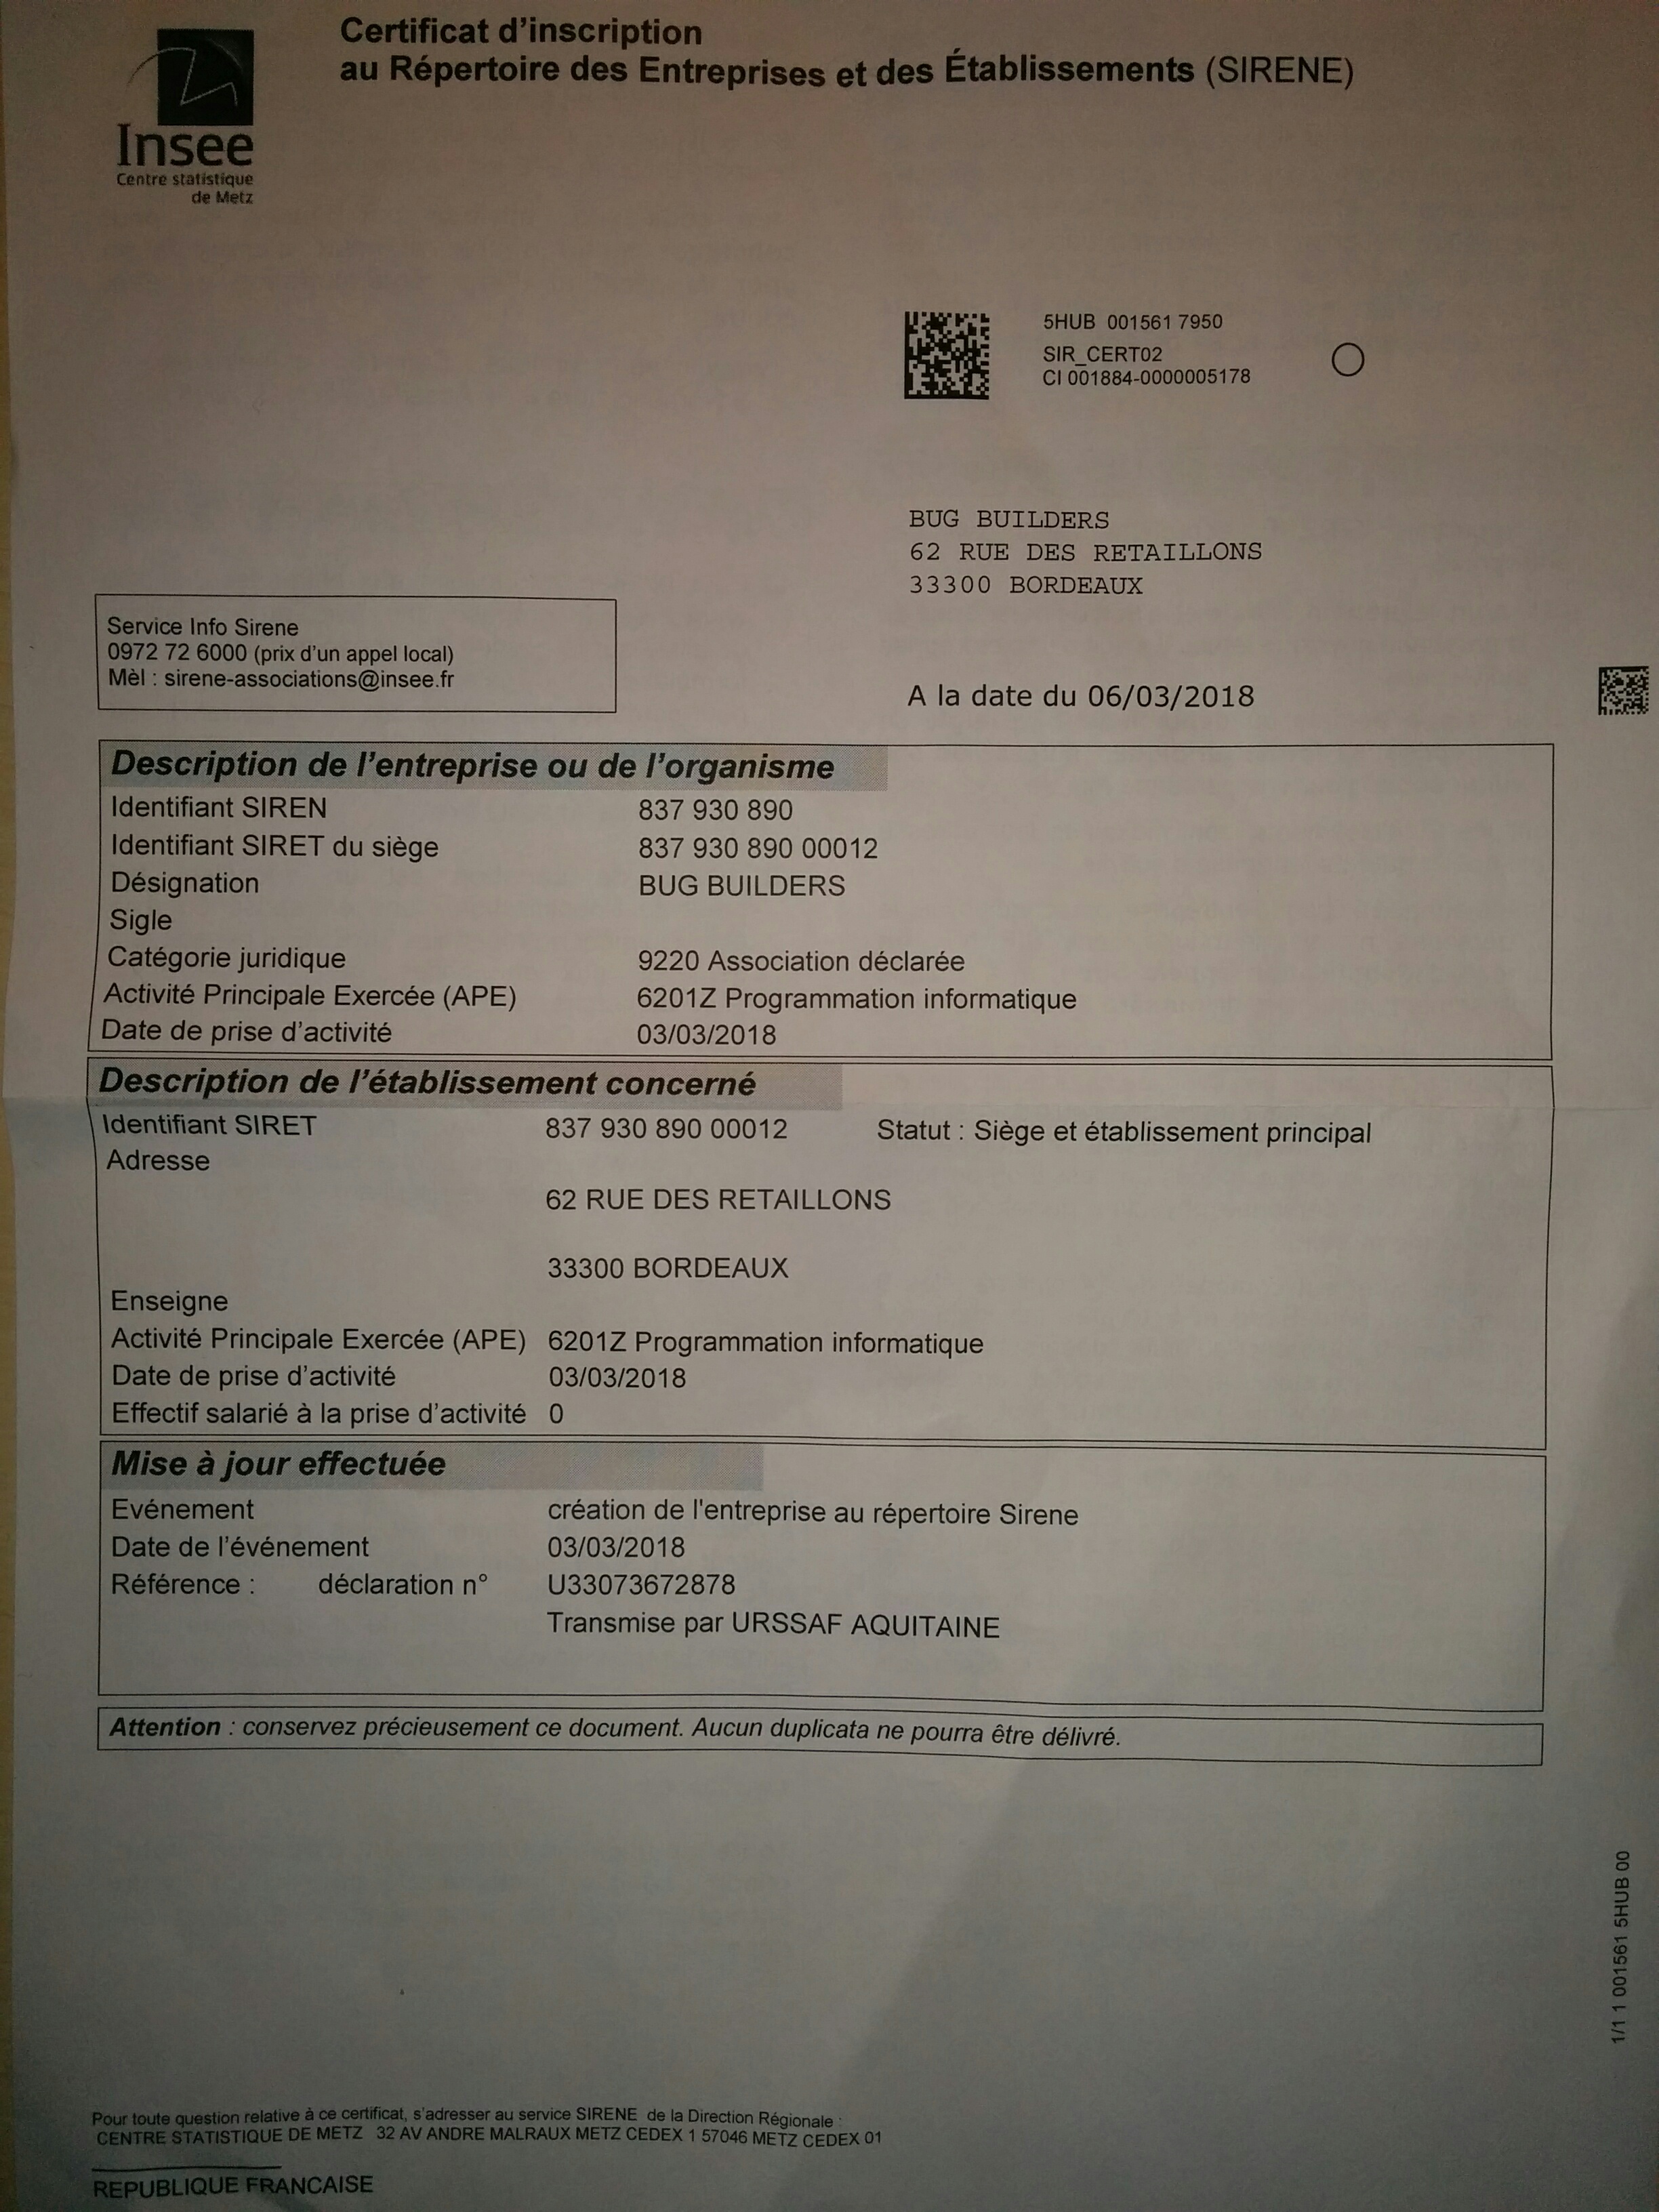 Certificat d'inscription
au Répertoire des Entreprises et des Établissements (SIRENE)
Insee
Centre statistique
de Metz
5HUB 001561 7950
SIR_CERT02
CI 001884-0000005178
BUG BUILDERS
62 RUE DES RETAILLONS
33300 BORDEAUX
Service Info Sirene
0972 72 6000 (prix d'un appel local)
Mèl : sirene-associations@insee.fr
A la date du 06/03/2018
Description de l'entreprise ou de l'organisme
Identifiant SIREN 837 930 890
Identifiant SIRET du siège 837 930 890 00012
Désignation BUG BUILDERS
Sigle
Catégorie juridique 9220 Association déclarée
Activité Principale Exercée (APE) 6201Z Programmation informatique
Date de prise d'activité 03/03/2018
Description de l'établissement concerné
Identifiant SIRET 837 930 890 00012 Statut : Siège et établissement principal
Adresse
62 RUE DES RETAILLONS
33300 BORDEAUX
Enseigne
Activité Principale Exercée (APE) 6201Z Programmation informatique
Date de prise d'activité 03/03/2018
Effectif salarié à la prise d'activité 0
Mise à jour effectuée
Evénement création de l'entreprise au répertoire Sirene
Date de l'événement 03/03/2018
Référence : déclaration n° U33073672878
Transmise par URSSAF AQUITAINE
Attention : conservez précieusement ce document. Aucun duplicata ne pourra être délivré.
1/1 1 001561 5HUB 00
Pour toute question relative à ce certificat, s'adresser au service SIRENE de la Direction Régionale :
CENTRE STATISTIQUE DE METZ 32 AV ANDRE MALRAUX METZ CEDEX 1 57046 METZ CEDEX 01
REPUBLIQUE FRANCAISE